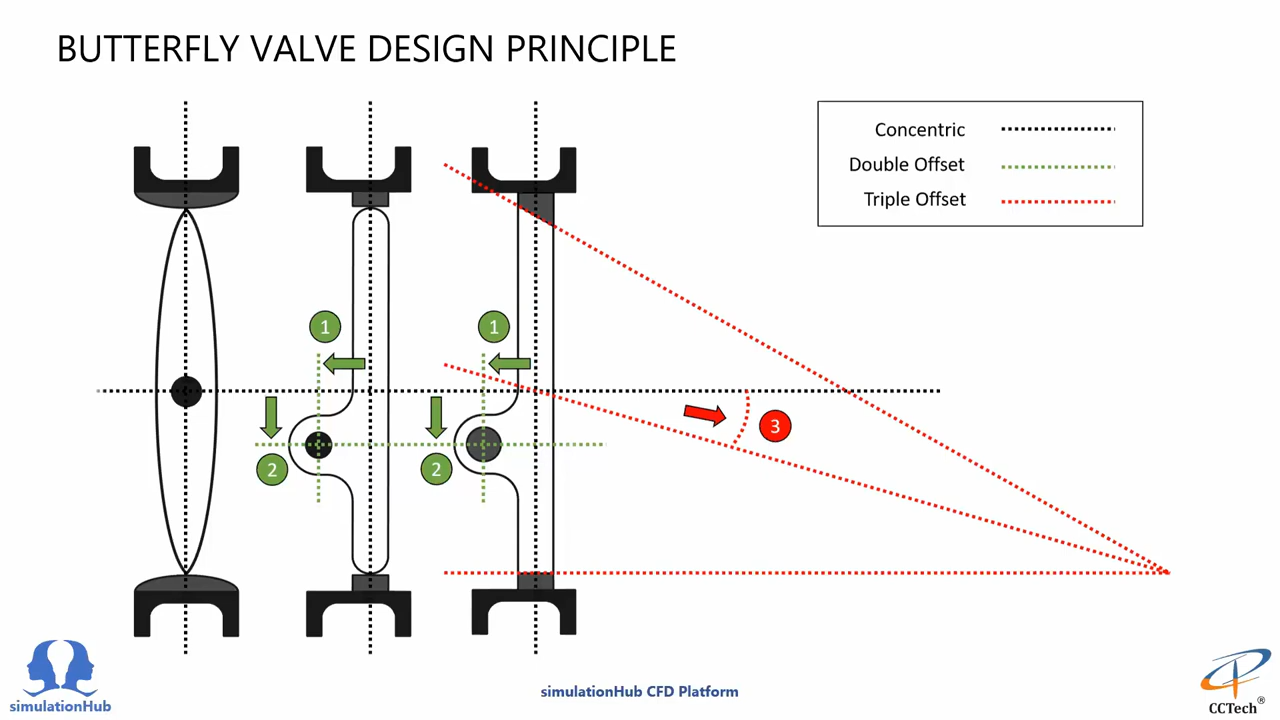 BUTTERFLY VALVE DESIGN PRINCIPLE
Concentric
Double Offset
Triple Offset
1
1
2
2
3
simulationHub
simulationHub CFD Platform
CCTech®